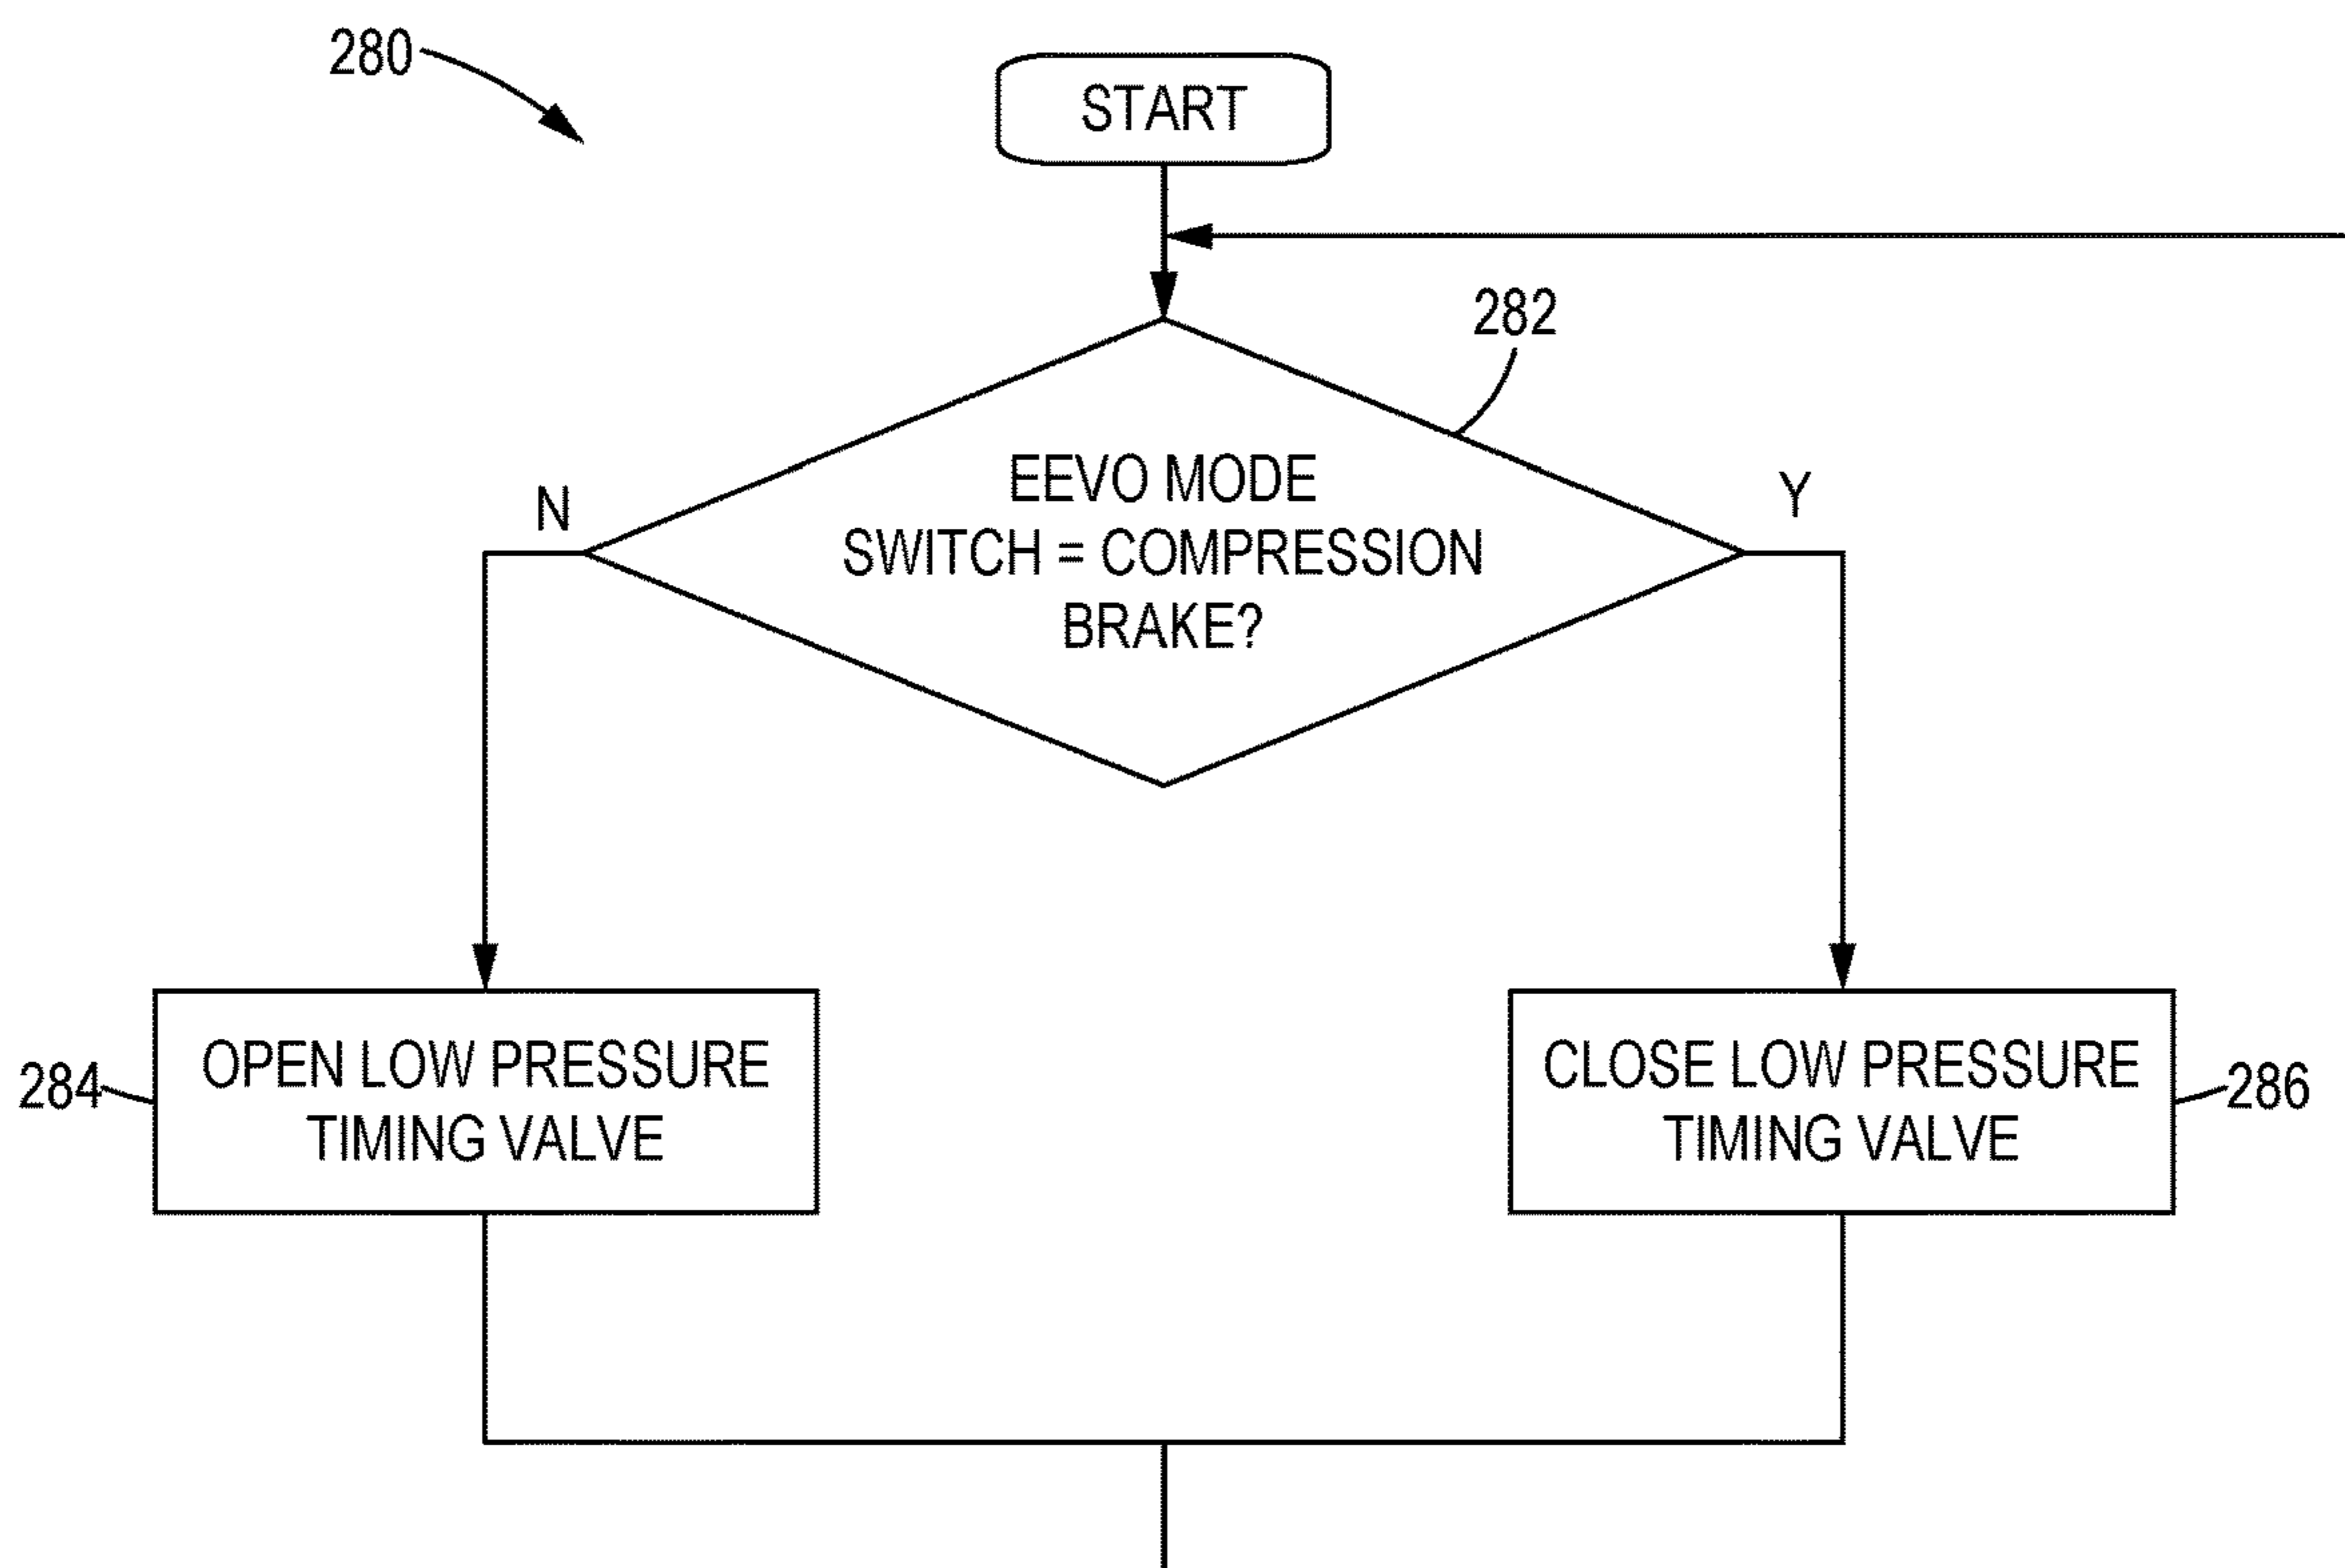 280
START
282
EEVO MODE
SWITCH = COMPRESSION
BRAKE?
N
Y
284
OPEN LOW PRESSURE
TIMING VALVE
CLOSE LOW PRESSURE
TIMING VALVE
286